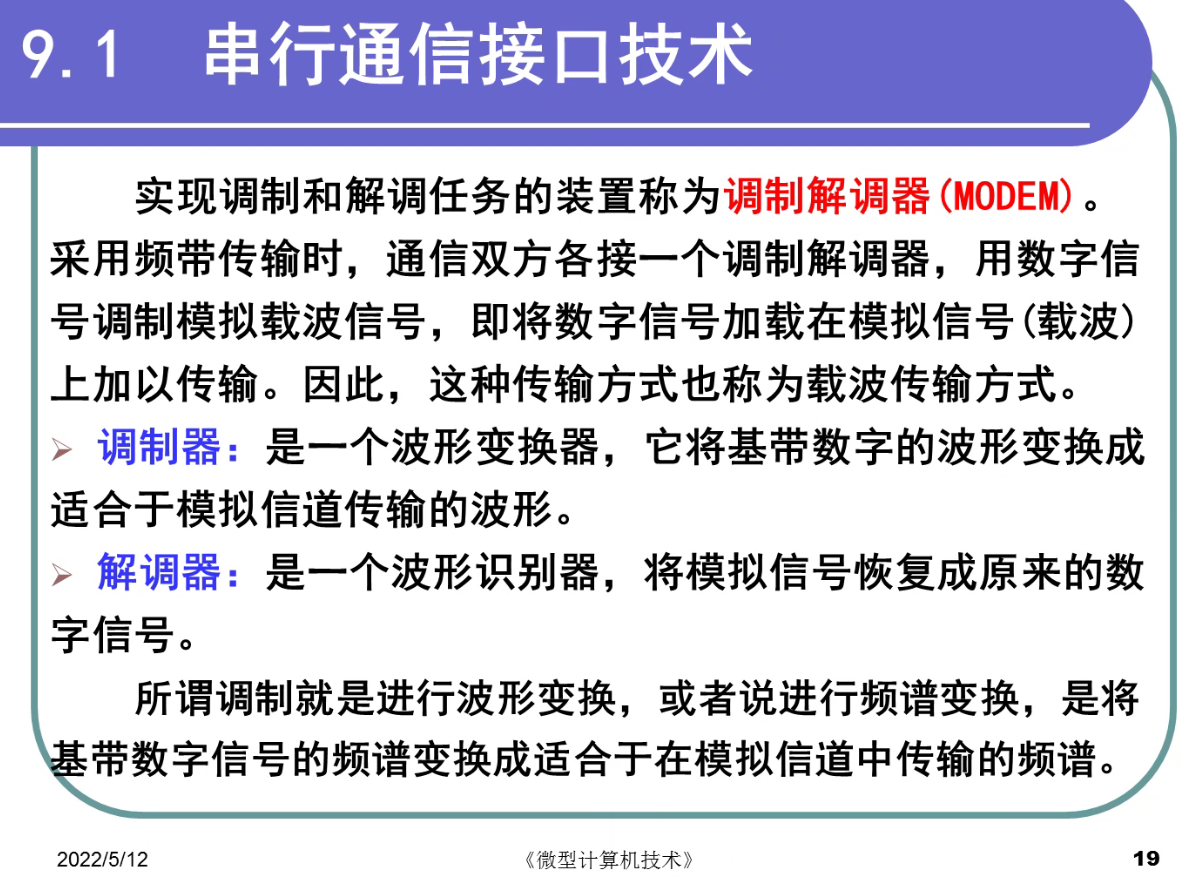 9.1 串行通信接口技术
实现调制和解调任务的装置称为调制解调器(MODEM)。
采用频带传输时，通信双方各接一个调制解调器，用数字信
号调制模拟载波信号，即将数字信号加载在模拟信号(载波)
上加以传输。因此，这种传输方式也称为载波传输方式。
➢ 调制器：是一个波形变换器，它将基带数字的波形变换成
适合于模拟信道传输的波形。
➢ 解调器：是一个波形识别器，将模拟信号恢复成原来的数
字信号。
所谓调制就是进行波形变换，或者说进行频谱变换，是将
基带数字信号的频谱变换成适合于在模拟信道中传输的频谱。
2022/5/12
《微型计算机技术》
19